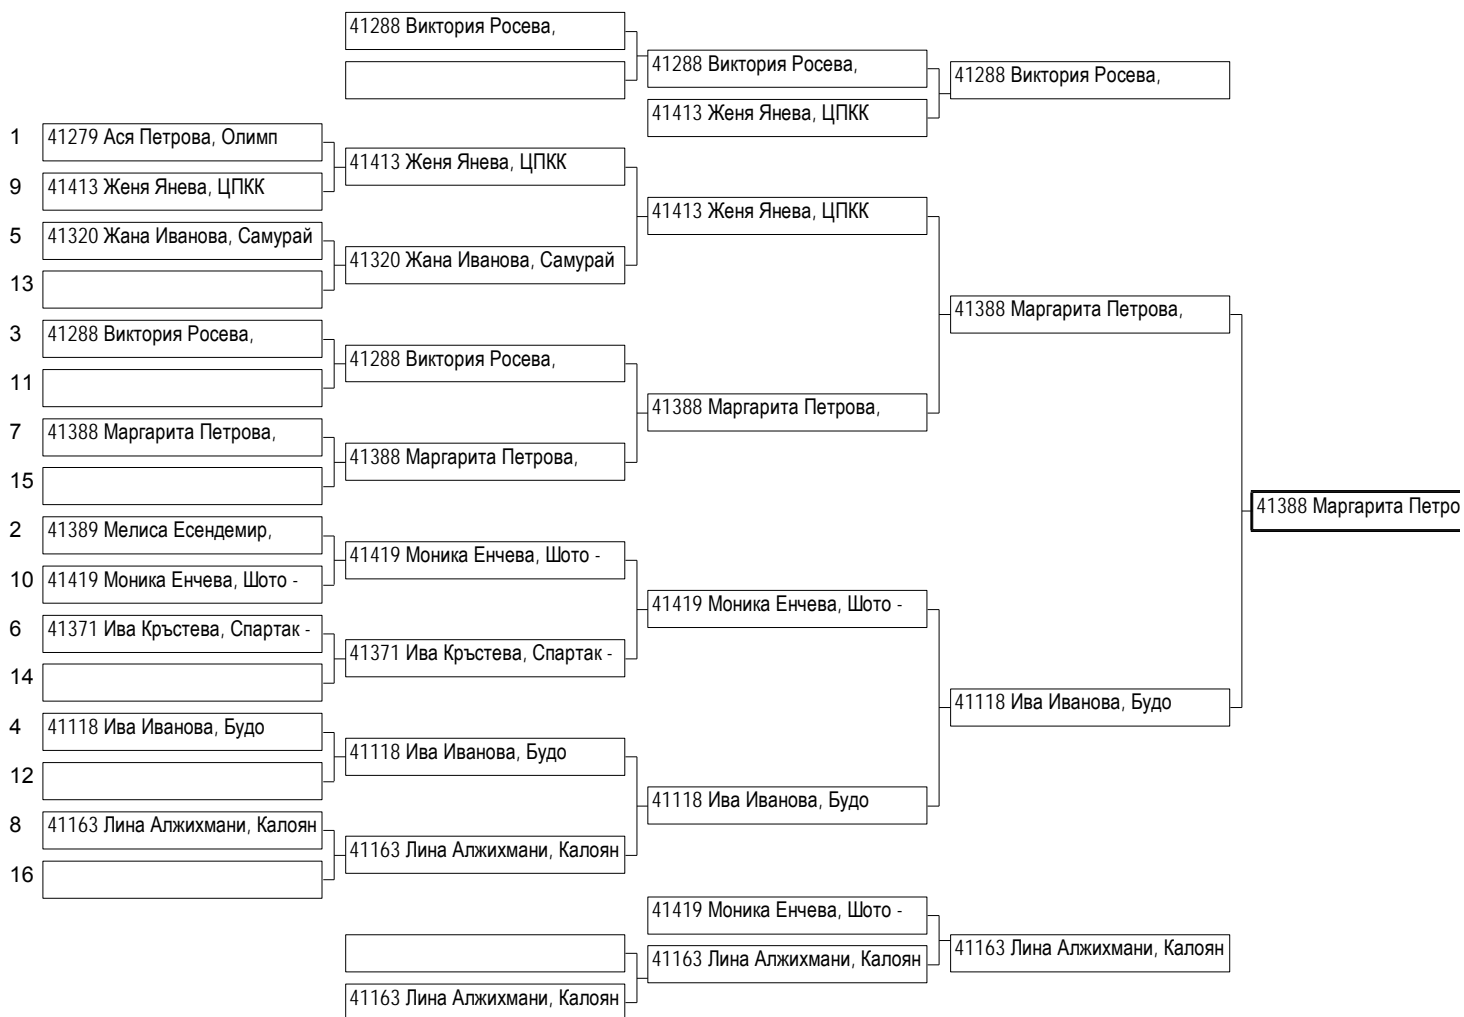 41288 Виктория Росева,
41288 Виктория Росева,
41288 Виктория Росева,
41413 Женя Янева, ЦПКК
1 41279 Ася Петрова, Олимп
41413 Женя Янева, ЦПКК
9 41413 Женя Янева, ЦПКК
41413 Женя Янева, ЦПКК
5 41320 Жана Иванова, Самурай
41320 Жана Иванова, Самурай
13
41388 Маргарита Петрова,
3 41288 Виктория Росева,
41288 Виктория Росева,
11
41388 Маргарита Петрова,
7 41388 Маргарита Петрова,
41388 Маргарита Петрова,
15
41388 Маргарита Петро
2 41389 Мелиса Есендемир,
41419 Моника Енчева, Шото -
10 41419 Моника Енчева, Шото -
41419 Моника Енчева, Шото -
6 41371 Ива Кръстева, Спартак -
41371 Ива Кръстева, Спартак -
14
41118 Ива Иванова, Будо
4 41118 Ива Иванова, Будо
41118 Ива Иванова, Будо
12
41118 Ива Иванова, Будо
8 41163 Лина Алжихмани, Калоян
41163 Лина Алжихмани, Калоян
16
41419 Моника Енчева, Шото -
41163 Лина Алжихмани, Калоян
41163 Лина Алжихмани, Калоян
41163 Лина Алжихмани, Калоян